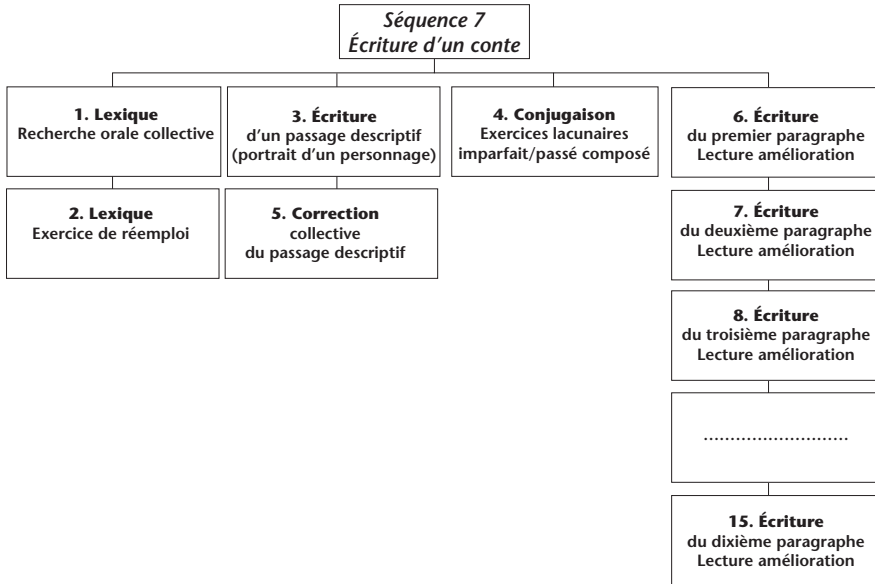 Séquence 7
Écriture d’un conte
1. Lexique
Recherche orale collective
2. Lexique
Exercice de réemploi
3. Écriture
d’un passage descriptif
(portrait d’un personnage)
5. Correction
collective
du passage descriptif
4. Conjugaison
Exercices lacunaires
imparfait/passé composé
6. Écriture
du premier paragraphe
Lecture amélioration
7. Écriture
du deuxième paragraphe
Lecture amélioration
8. Écriture
du troisième paragraphe
Lecture amélioration
...........................
15. Écriture
du dixième paragraphe
Lecture amélioration